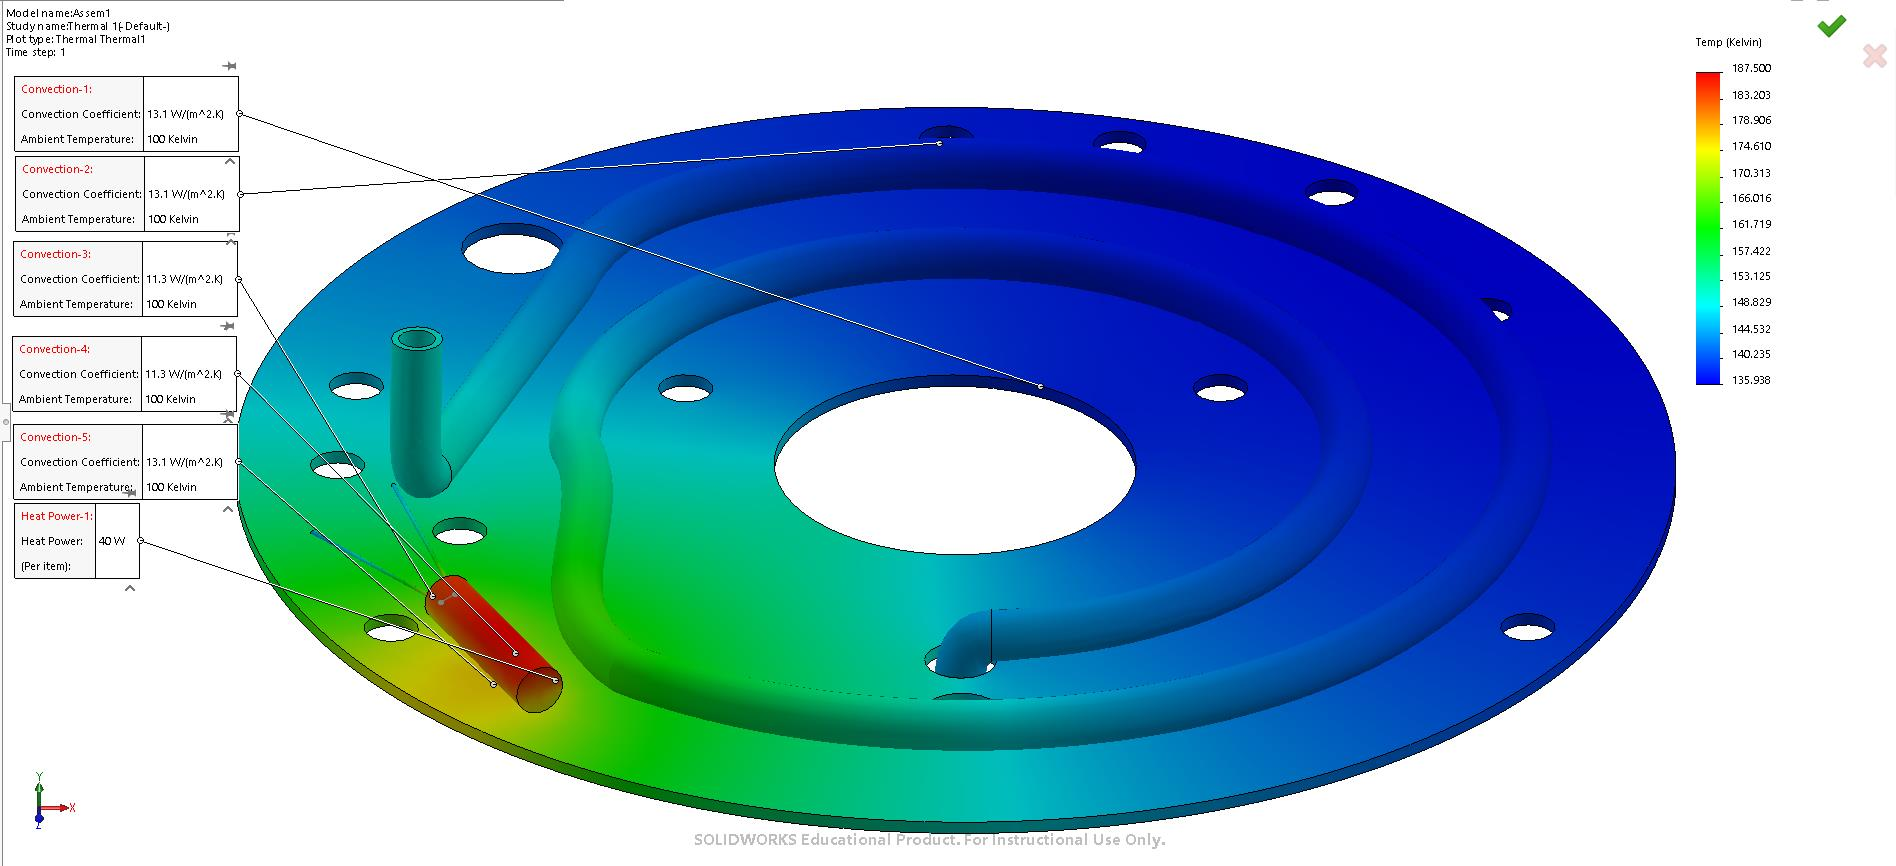 Model name:Assem1
Study name:Thermal 1(-Default-)
Plot type: Thermal Thermal1
Time step: 1
Convection-1:
Convection Coefficient: 13.1 W/(m^2.K)
Ambient Temperature: 100 Kelvin
Convection-2:
Convection Coefficient: 13.1 W/(m^2.K)
Ambient Temperature: 100 Kelvin
Convection-3:
Convection Coefficient: 11.3 W/(m^2.K)
Ambient Temperature: 100 Kelvin
Convection-4:
Convection Coefficient: 11.3 W/(m^2.K)
Ambient Temperature: 100 Kelvin
Convection-5:
Convection Coefficient: 13.1 W/(m^2.K)
Ambient Temperature: 100 Kelvin
Heat Power-1:
Heat Power: 40 W
(Per item):
Temp (Kelvin)
187.500
183.203
178.906
174.610
170.313
166.016
161.719
157.422
153.125
148.829
144.532
140.235
135.938
Y
X
Z
SOLIDWORKS Educational Product. For Instructional Use Only.